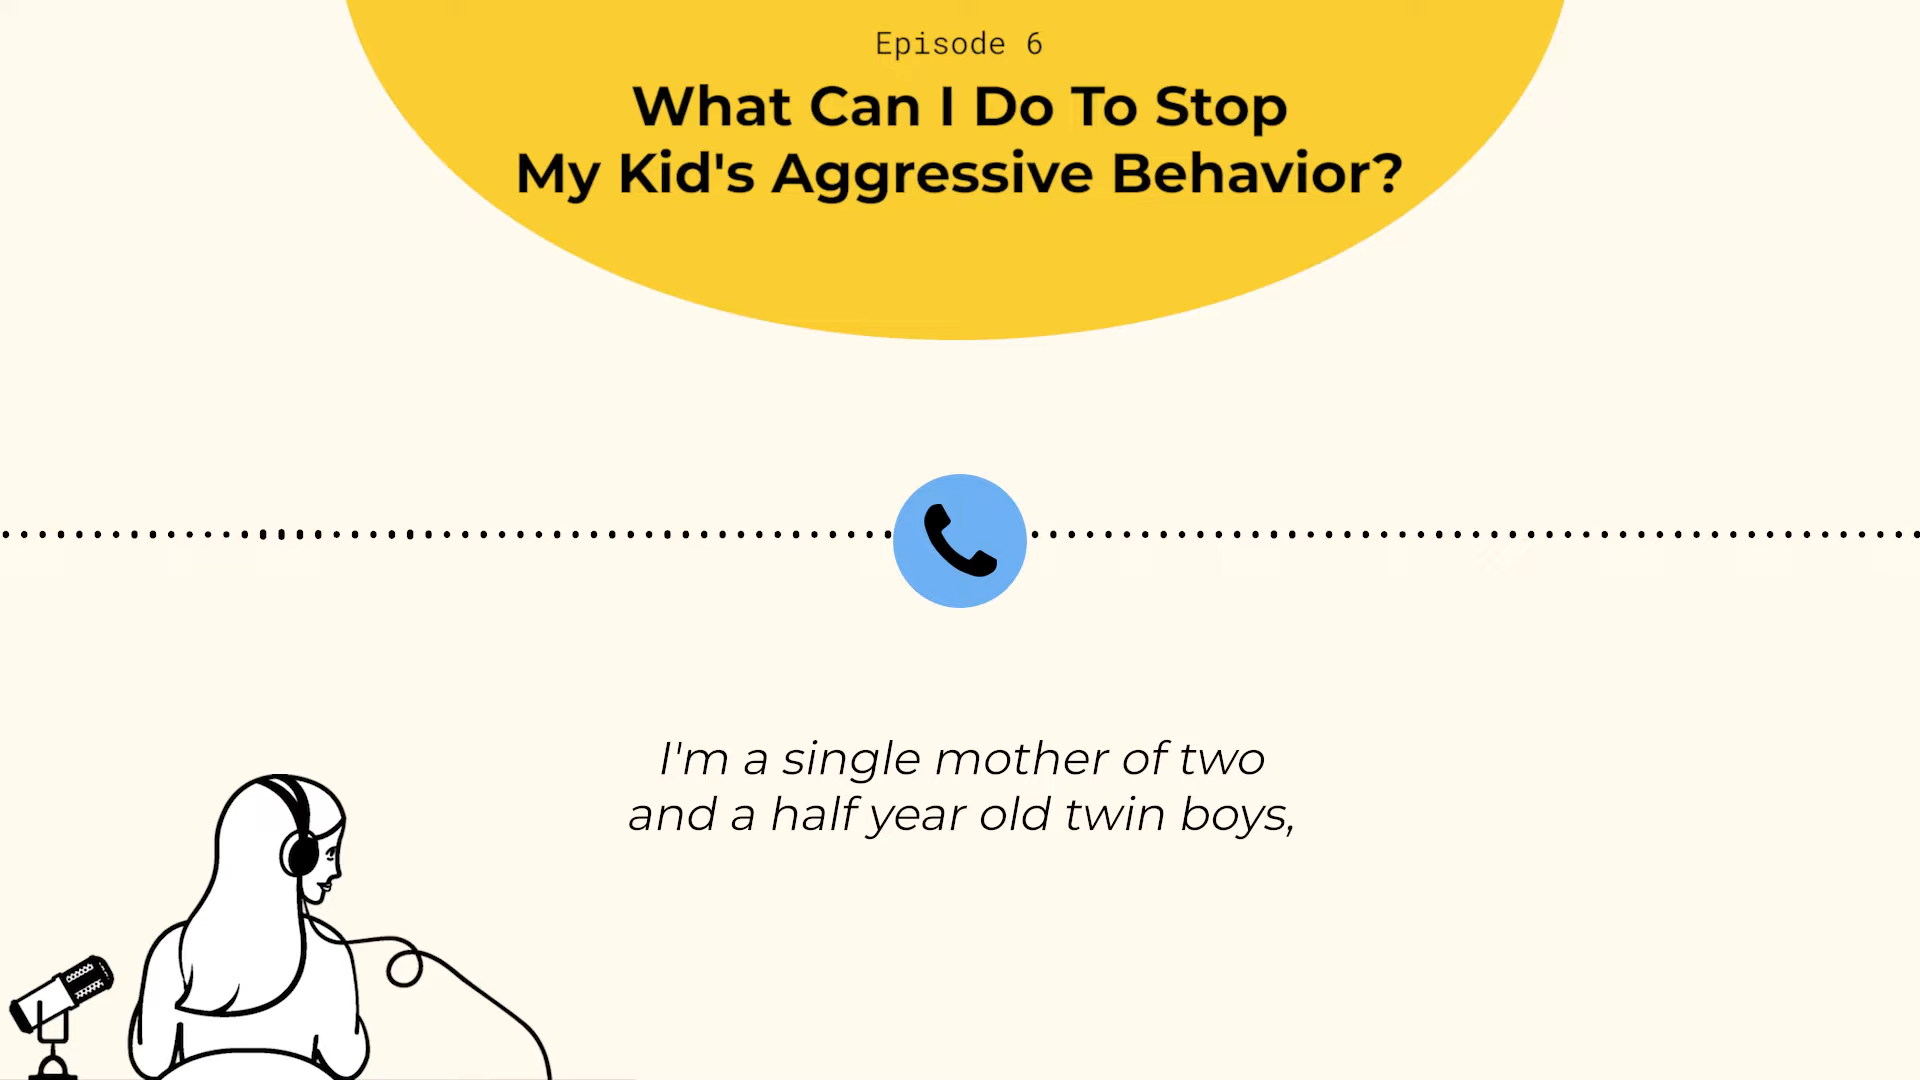 Episode 6
What Can I Do To Stop
My Kid's Aggressive Behavior?
I'm a single mother of two
and a half year old twin boys,